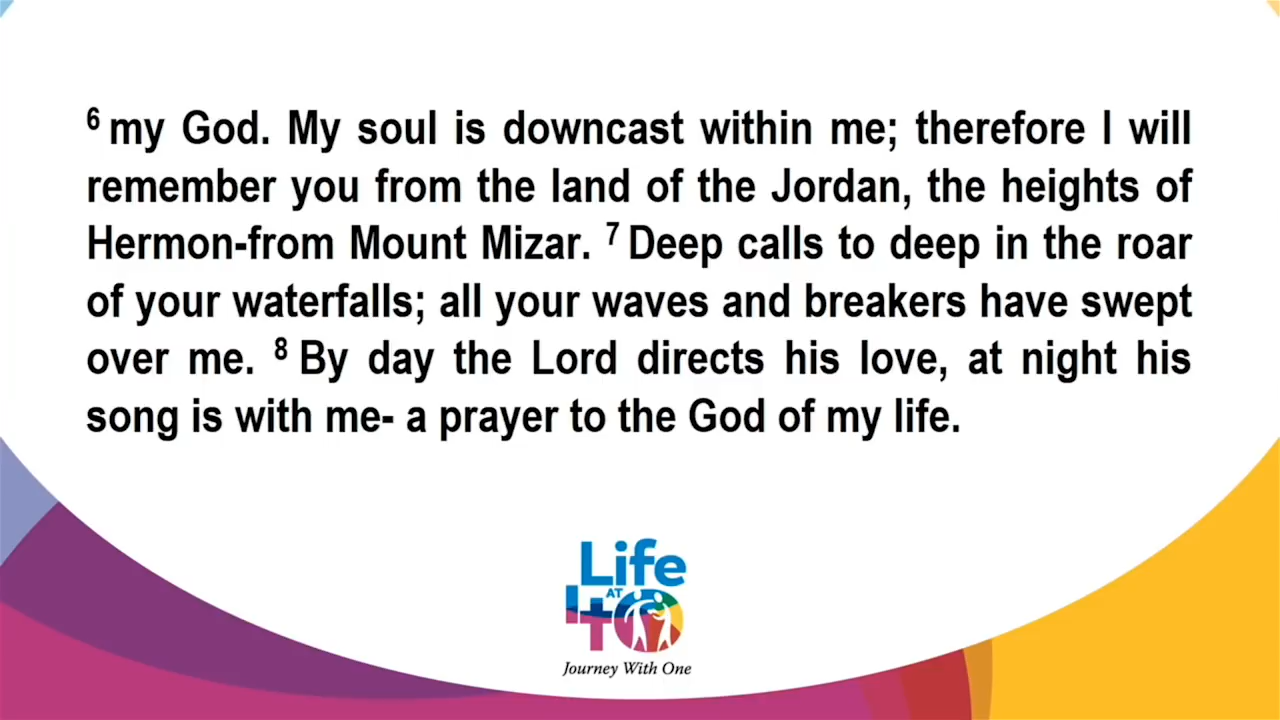 6 my God. My soul is downcast within me; therefore I will
remember you from the land of the Jordan, the heights of
Hermon-from Mount Mizar. 7 Deep calls to deep in the roar
of your waterfalls; all your waves and breakers have swept
over me. 8 By day the Lord directs his love, at night his
song is with me- a prayer to the God of my life.
Life
AT
1TO
Journey With One